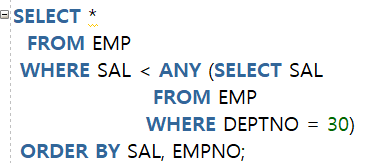 SELECT *
FROM EMP
WHERE SAL < ANY (SELECT SAL
FROM EMP
WHERE DEPTNO = 30)
ORDER BY SAL, EMPNO;